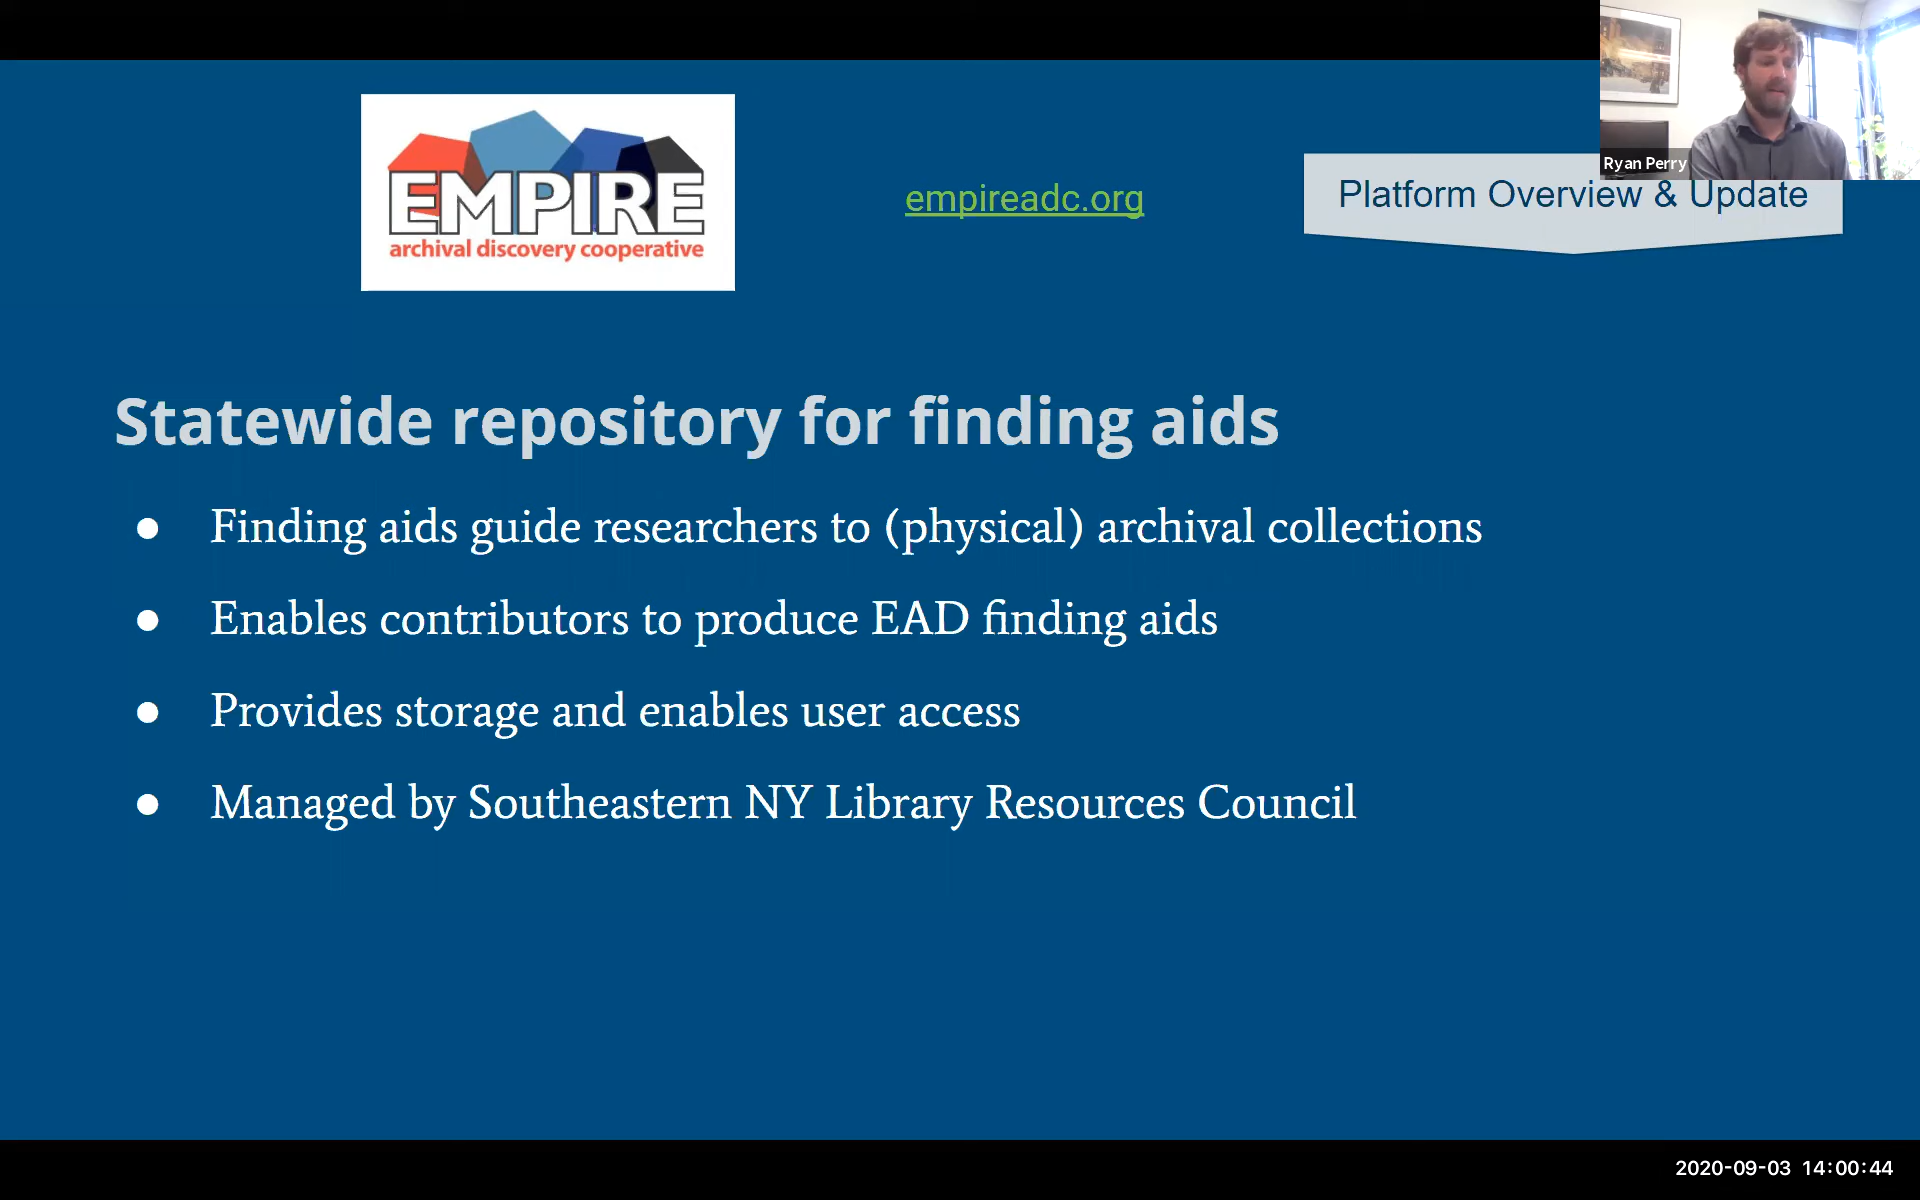 Ryan Perry
EMPIRE
archival discovery cooperative
empireadc.org
Platform Overview & Update
Statewide repository for finding aids
● Finding aids guide researchers to (physical) archival collections
● Enables contributors to produce EAD finding aids
● Provides storage and enables user access
● Managed by Southeastern NY Library Resources Council
2020-09-03 14:00:44